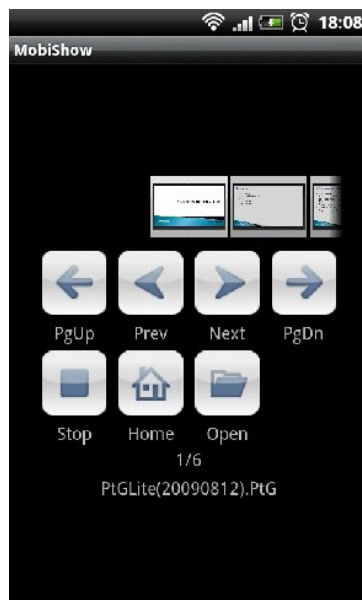 18:08
MobiShow
PgUp Prev Next PgDn
Stop Home Open
1/6
PtGLite(20090812).PtG